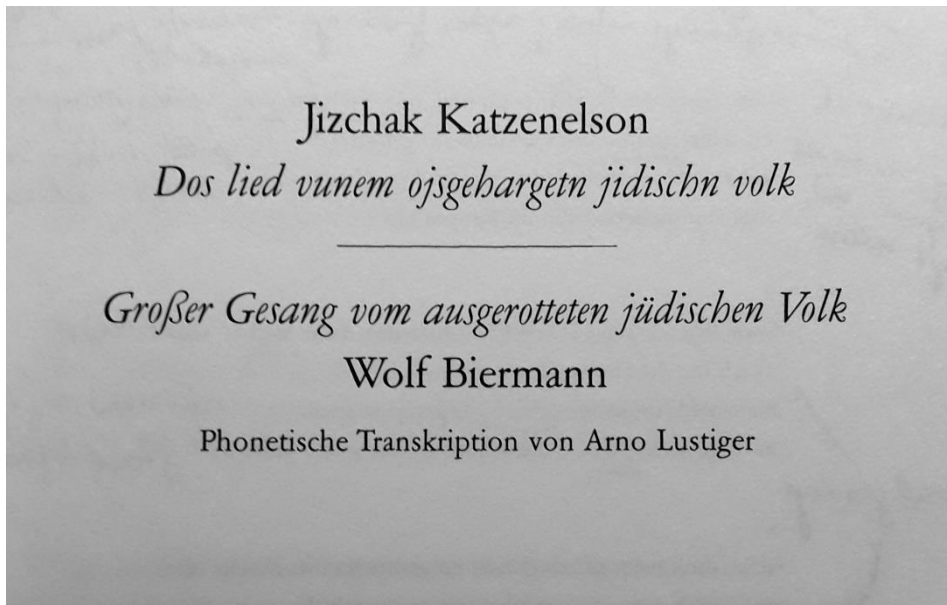 Jizchak Katzenelson
Dos lied vunem ojsgehargetn jidischn volk
Großer Gesang vom ausgerotteten jüdischen Volk
Wolf Biermann
Phonetische Transkription von Arno Lustiger